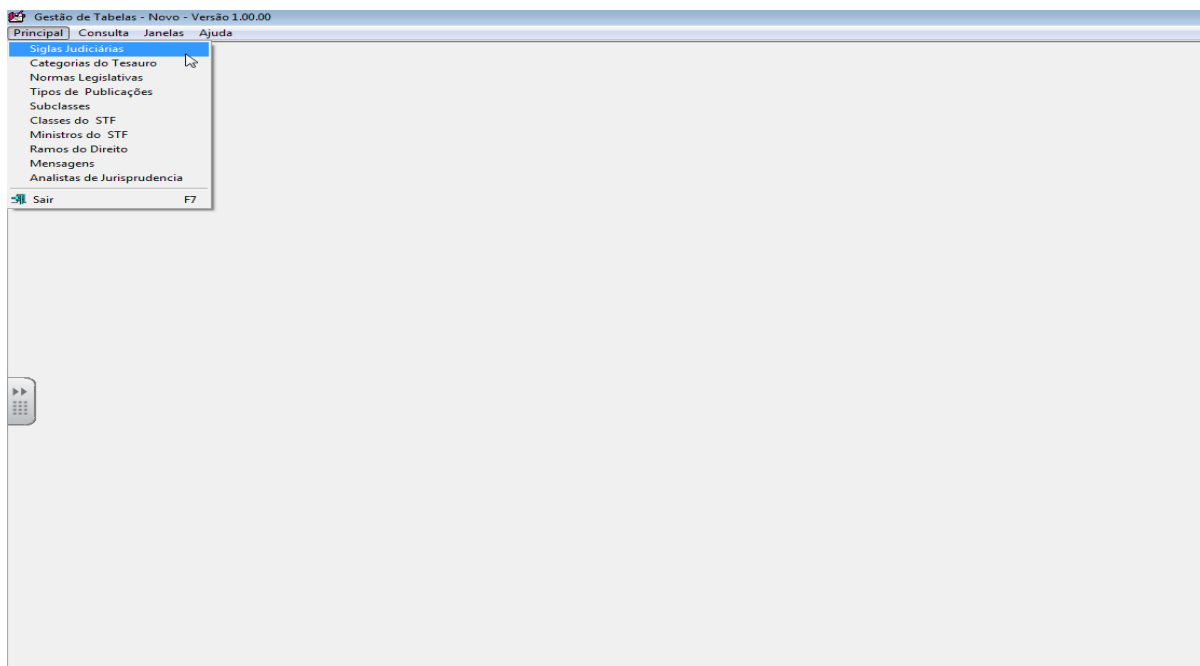 Gestão de Tabelas - Novo - Versão 1.00.00
Principal Consulta Janelas Ajuda
Siglas Judiciárias
Categorias do Tesauro
Normas Legislativas
Tipos de Publicações
Subclasses
Classes do STF
Ministros do STF
Ramos do Direito
Mensagens
Analistas de Jurisprudencia
Sair F7